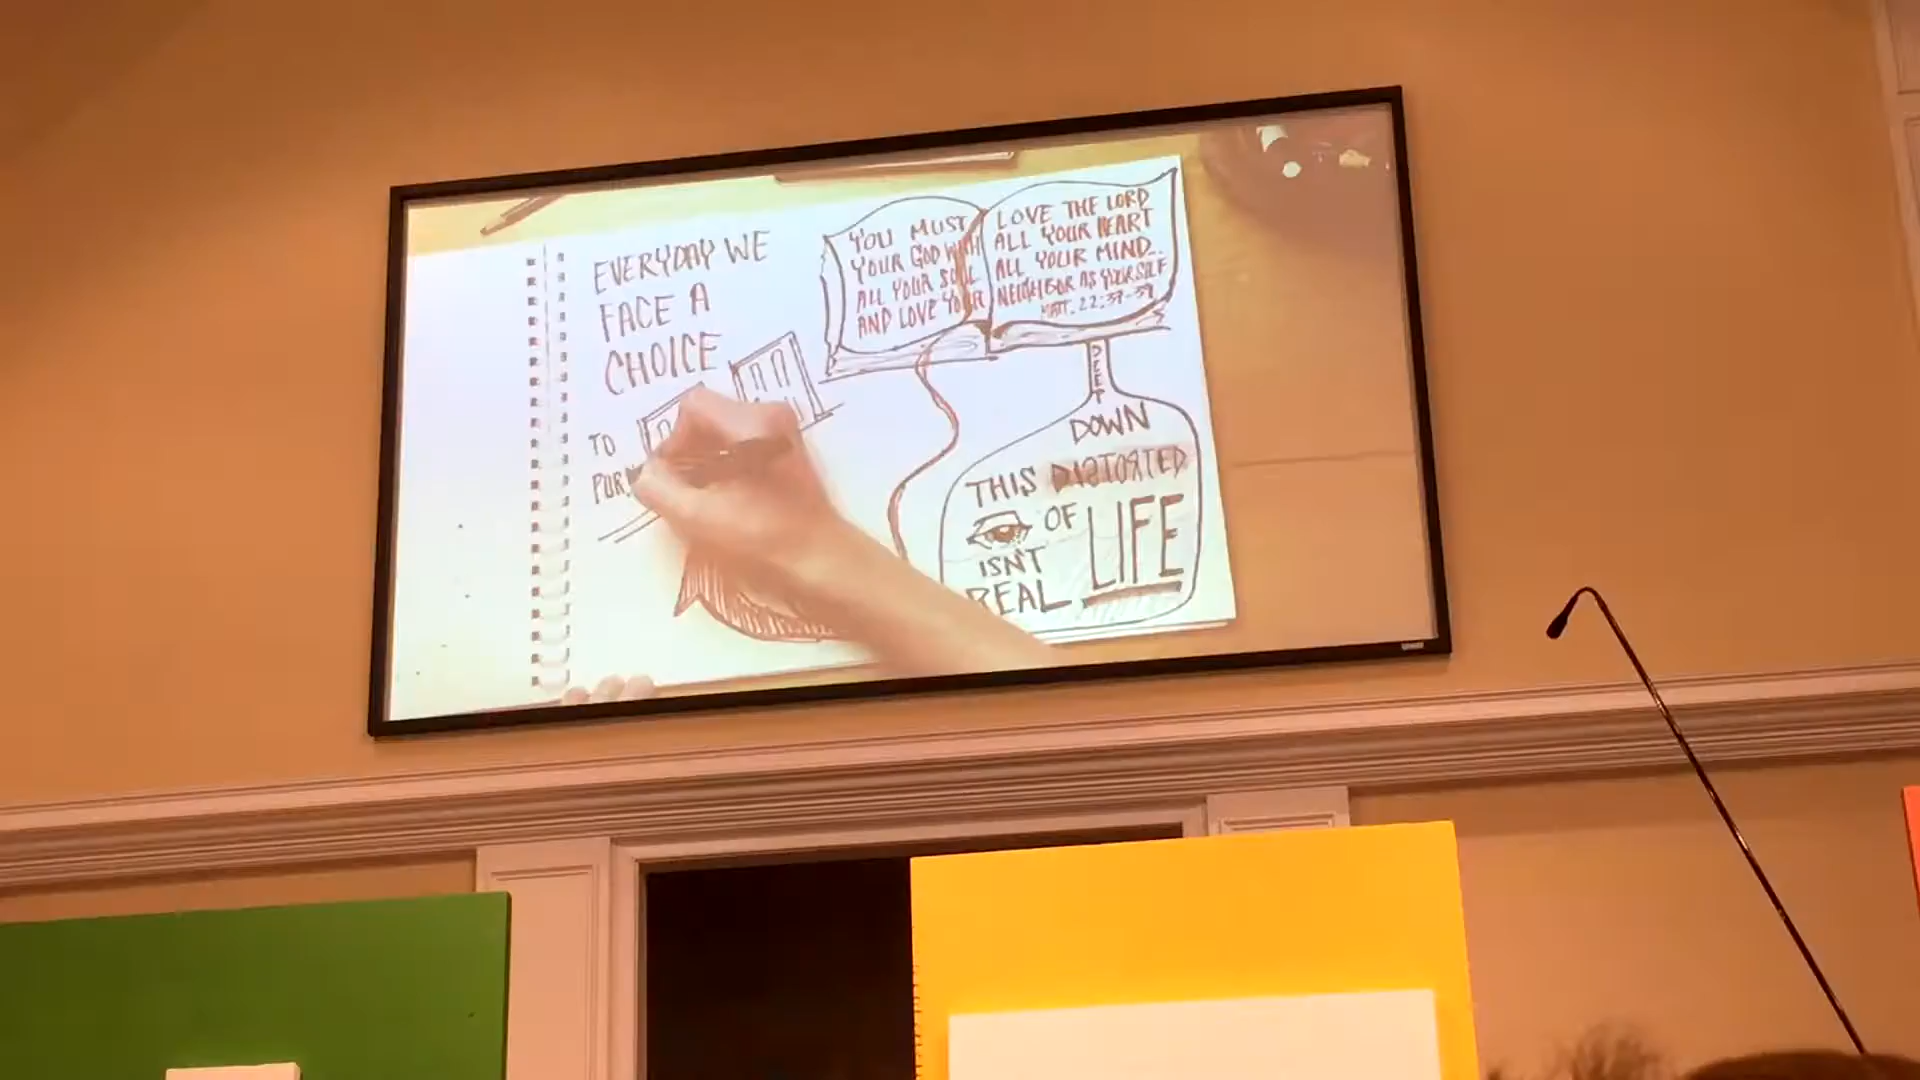 EVERYDAY WE
FACE A
CHOICE
TO
YOU MUST
YOUR GOD WITH
ALL YOUR SOUL
AND LOVE YOUR
LOVE THE LORD
ALL YOUR HEART
ALL YOUR MIND..
NEIGHBOR AS YOURSELF
MATT. 22:37-39
DEEP
DOWN
THIS DISTORTED
OF LIFE
ISN'T
REAL